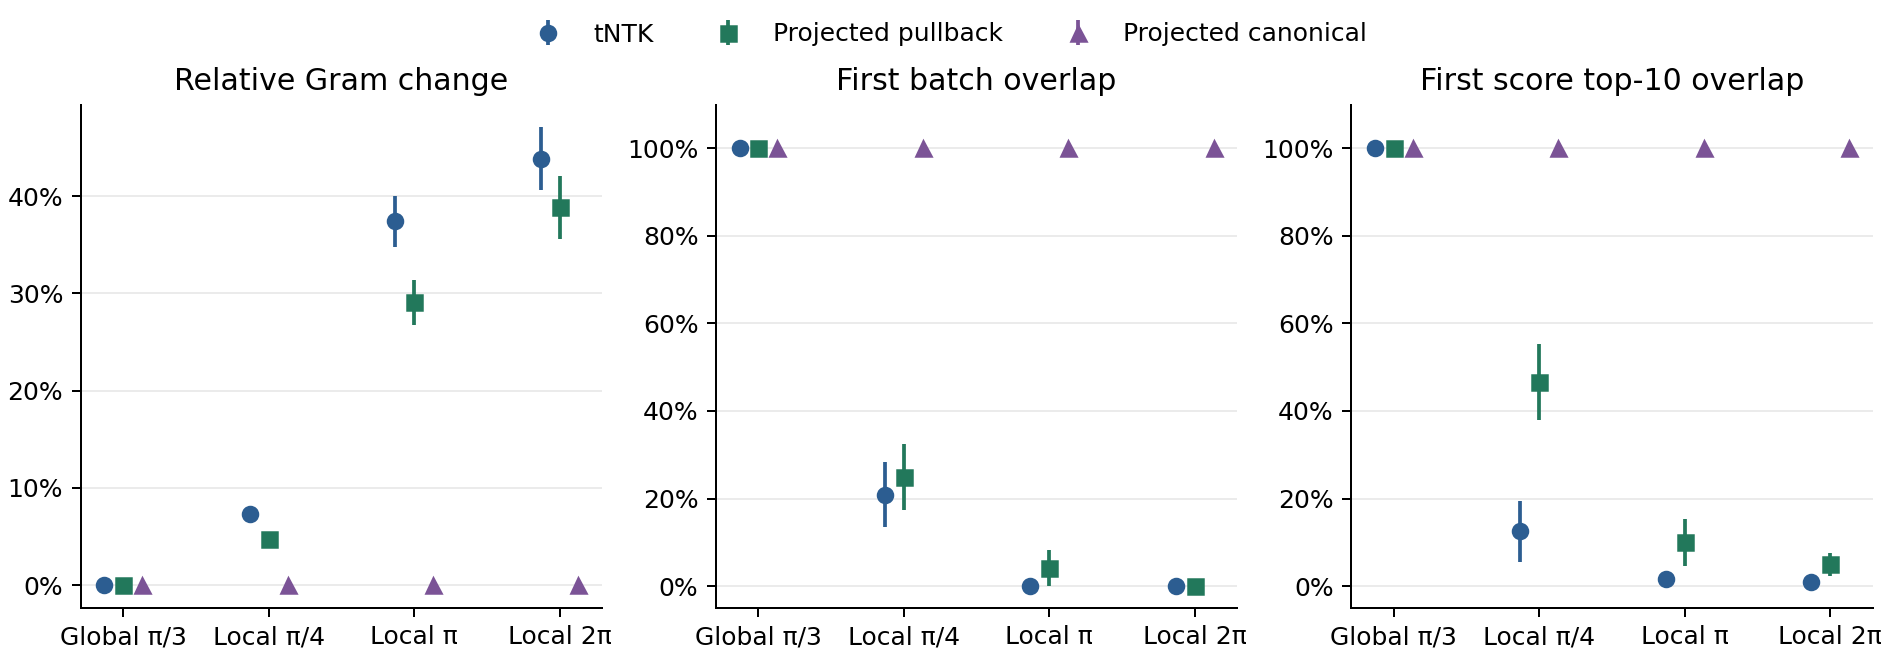 tNTK Projected pullback Projected canonical
Relative Gram change
40%
30%
20%
10%
0%
Global π/3 Local π/4 Local π Local 2π
First batch overlap
100%
80%
60%
40%
20%
0%
Global π/3 Local π/4 Local π Local 2π
First score top-10 overlap
100%
80%
60%
40%
20%
0%
Global π/3 Local π/4 Local π Local 2π